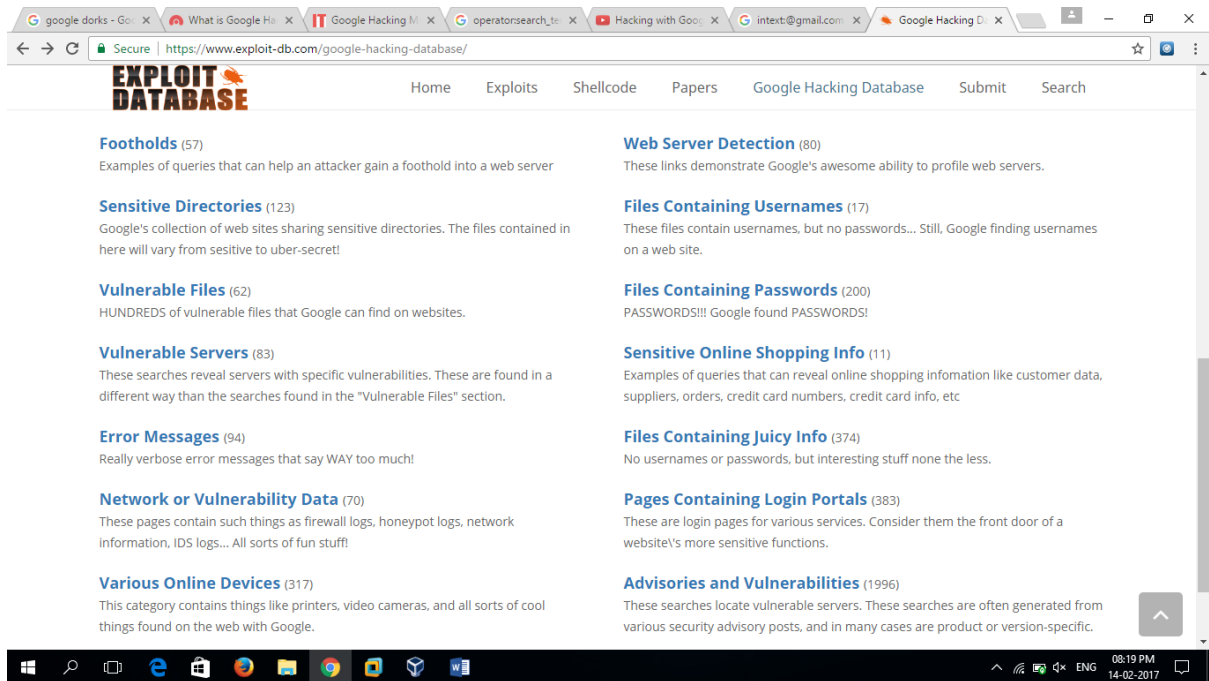 google dorks - Goo
What is Google Ha
Google Hacking M
operator:search_te
Hacking with Goog
intext:@gmail.com
Google Hacking D
Secure | https://www.exploit-db.com/google-hacking-database/
EXPLOIT
DATABASE
Home Exploits Shellcode Papers Google Hacking Database Submit Search
Footholds (57)
Examples of queries that can help an attacker gain a foothold into a web server
Sensitive Directories (123)
Google's collection of web sites sharing sensitive directories. The files contained in
here will vary from sesitive to uber-secret!
Vulnerable Files (62)
HUNDREDS of vulnerable files that Google can find on websites.
Vulnerable Servers (83)
These searches reveal servers with specific vulnerabilities. These are found in a
different way than the searches found in the "Vulnerable Files" section.
Error Messages (94)
Really verbose error messages that say WAY too much!
Network or Vulnerability Data (70)
These pages contain such things as firewall logs, honeypot logs, network
information, IDS logs... All sorts of fun stuff!
Various Online Devices (317)
This category contains things like printers, video cameras, and all sorts of cool
things found on the web with Google.
Web Server Detection (80)
These links demonstrate Google's awesome ability to profile web servers.
Files Containing Usernames (17)
These files contain usernames, but no passwords... Still, Google finding usernames
on a web site.
Files Containing Passwords (200)
PASSWORDS!!! Google found PASSWORDS!
Sensitive Online Shopping Info (11)
Examples of queries that can reveal online shopping infomation like customer data,
suppliers, orders, credit card numbers, credit card info, etc
Files Containing Juicy Info (374)
No usernames or passwords, but interesting stuff none the less.
Pages Containing Login Portals (383)
These are login pages for various services. Consider them the front door of a
website\'s more sensitive functions.
Advisories and Vulnerabilities (1996)
These searches locate vulnerable servers. These searches are often generated from
various security advisory posts, and in many cases are product or version-specific.
ENG
08:19 PM
14-02-2017